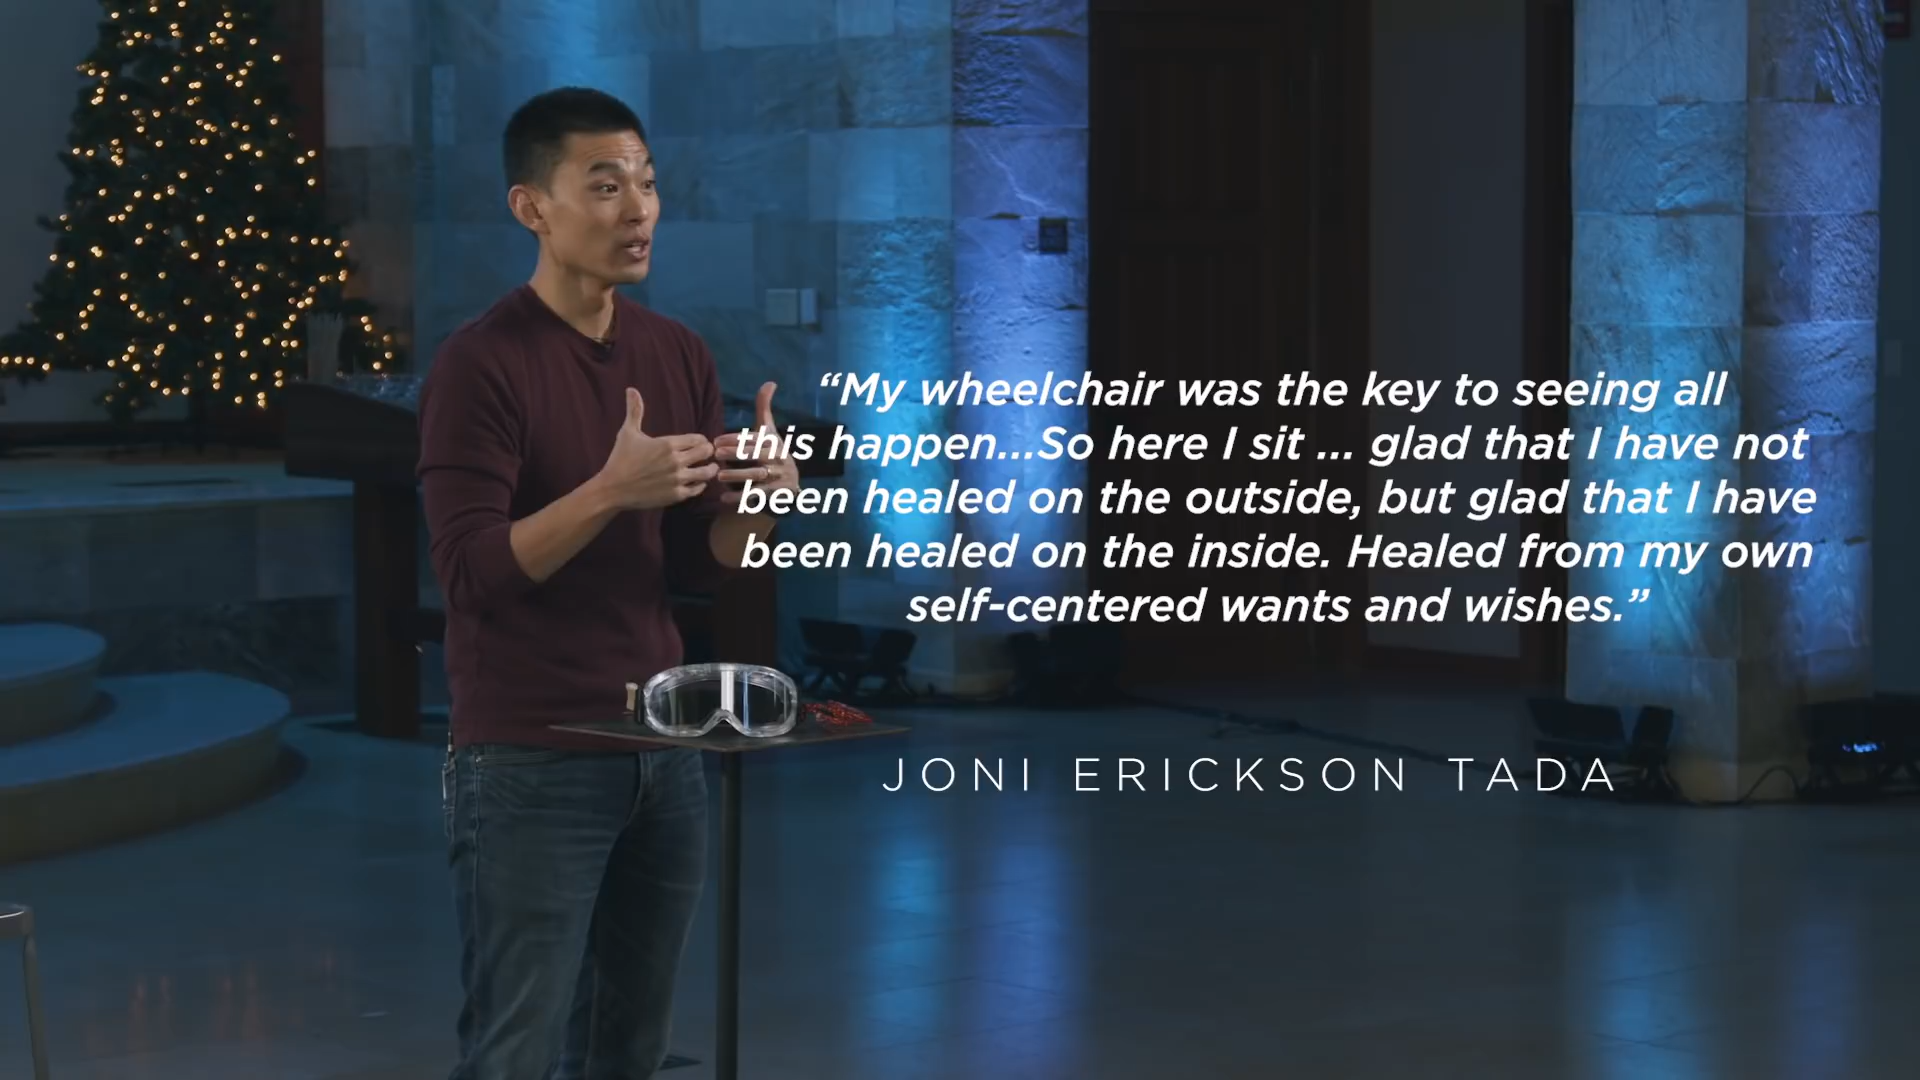 “My wheelchair was the key to seeing all
this happen...So here I sit ... glad that I have not
been healed on the outside, but glad that I have
been healed on the inside. Healed from my own
self-centered wants and wishes.”
JONI ERICKSON TADA